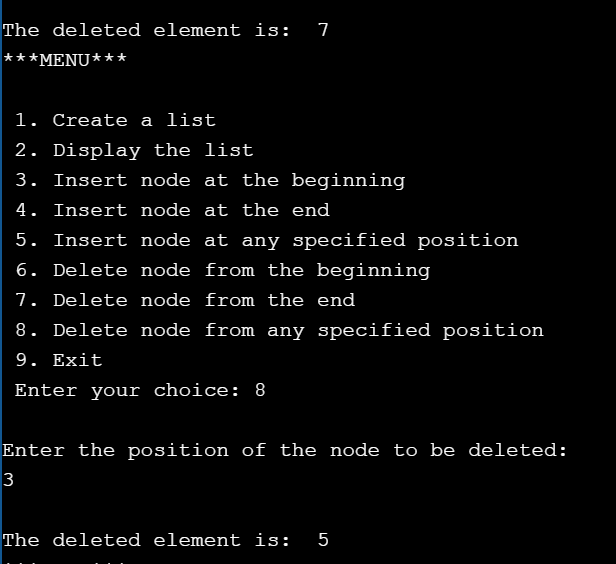 The deleted element is:  7
***MENU***
1. Create a list
2. Display the list
3. Insert node at the beginning
4. Insert node at the end
5. Insert node at any specified position
6. Delete node from the beginning
7. Delete node from the end
8. Delete node from any specified position
9. Exit
Enter your choice: 8
Enter the position of the node to be deleted:
3
The deleted element is:  5